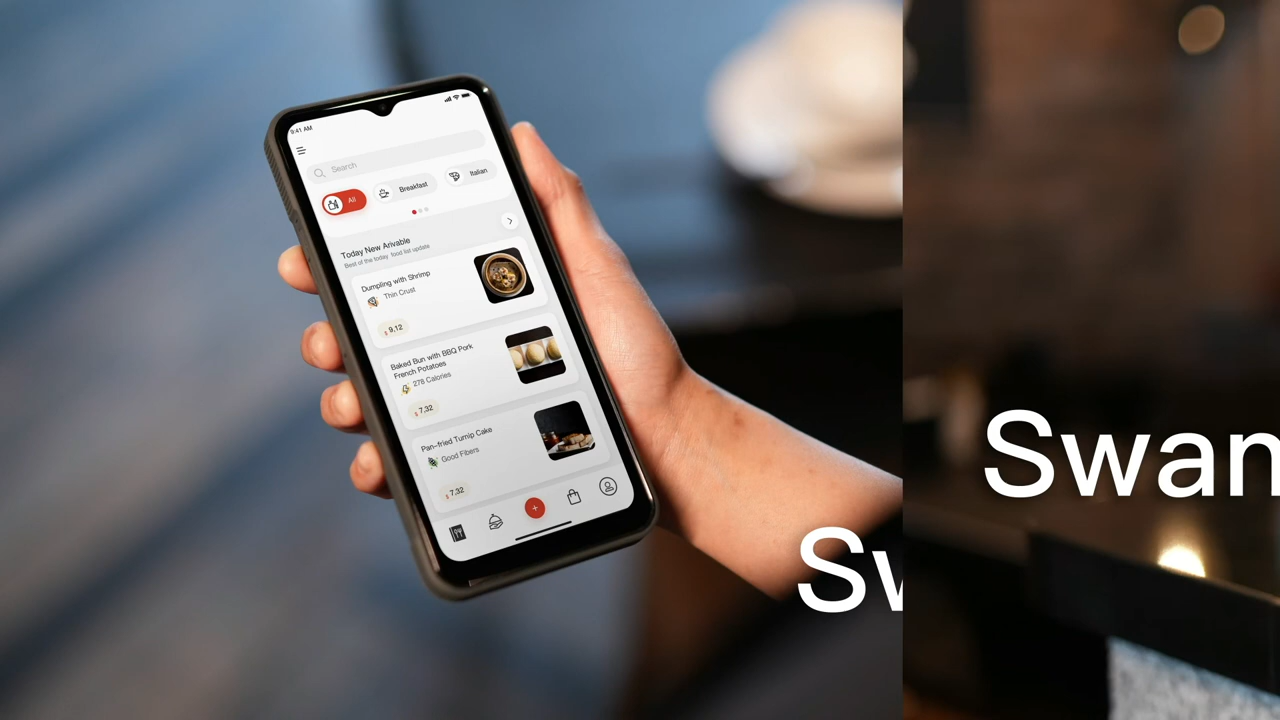 9:41 AM
Search
All
Breakfast
Italian
Today New Arivable
Best of the today food list update
Dumpling with Shrimp
Thin Crust
$ 9,12
Baked Bun with BBQ Pork
French Potatoes
278 Calories
$ 7,32
Pan-fried Turnip Cake
Good Fibers
$ 7,32
Swan
Sw